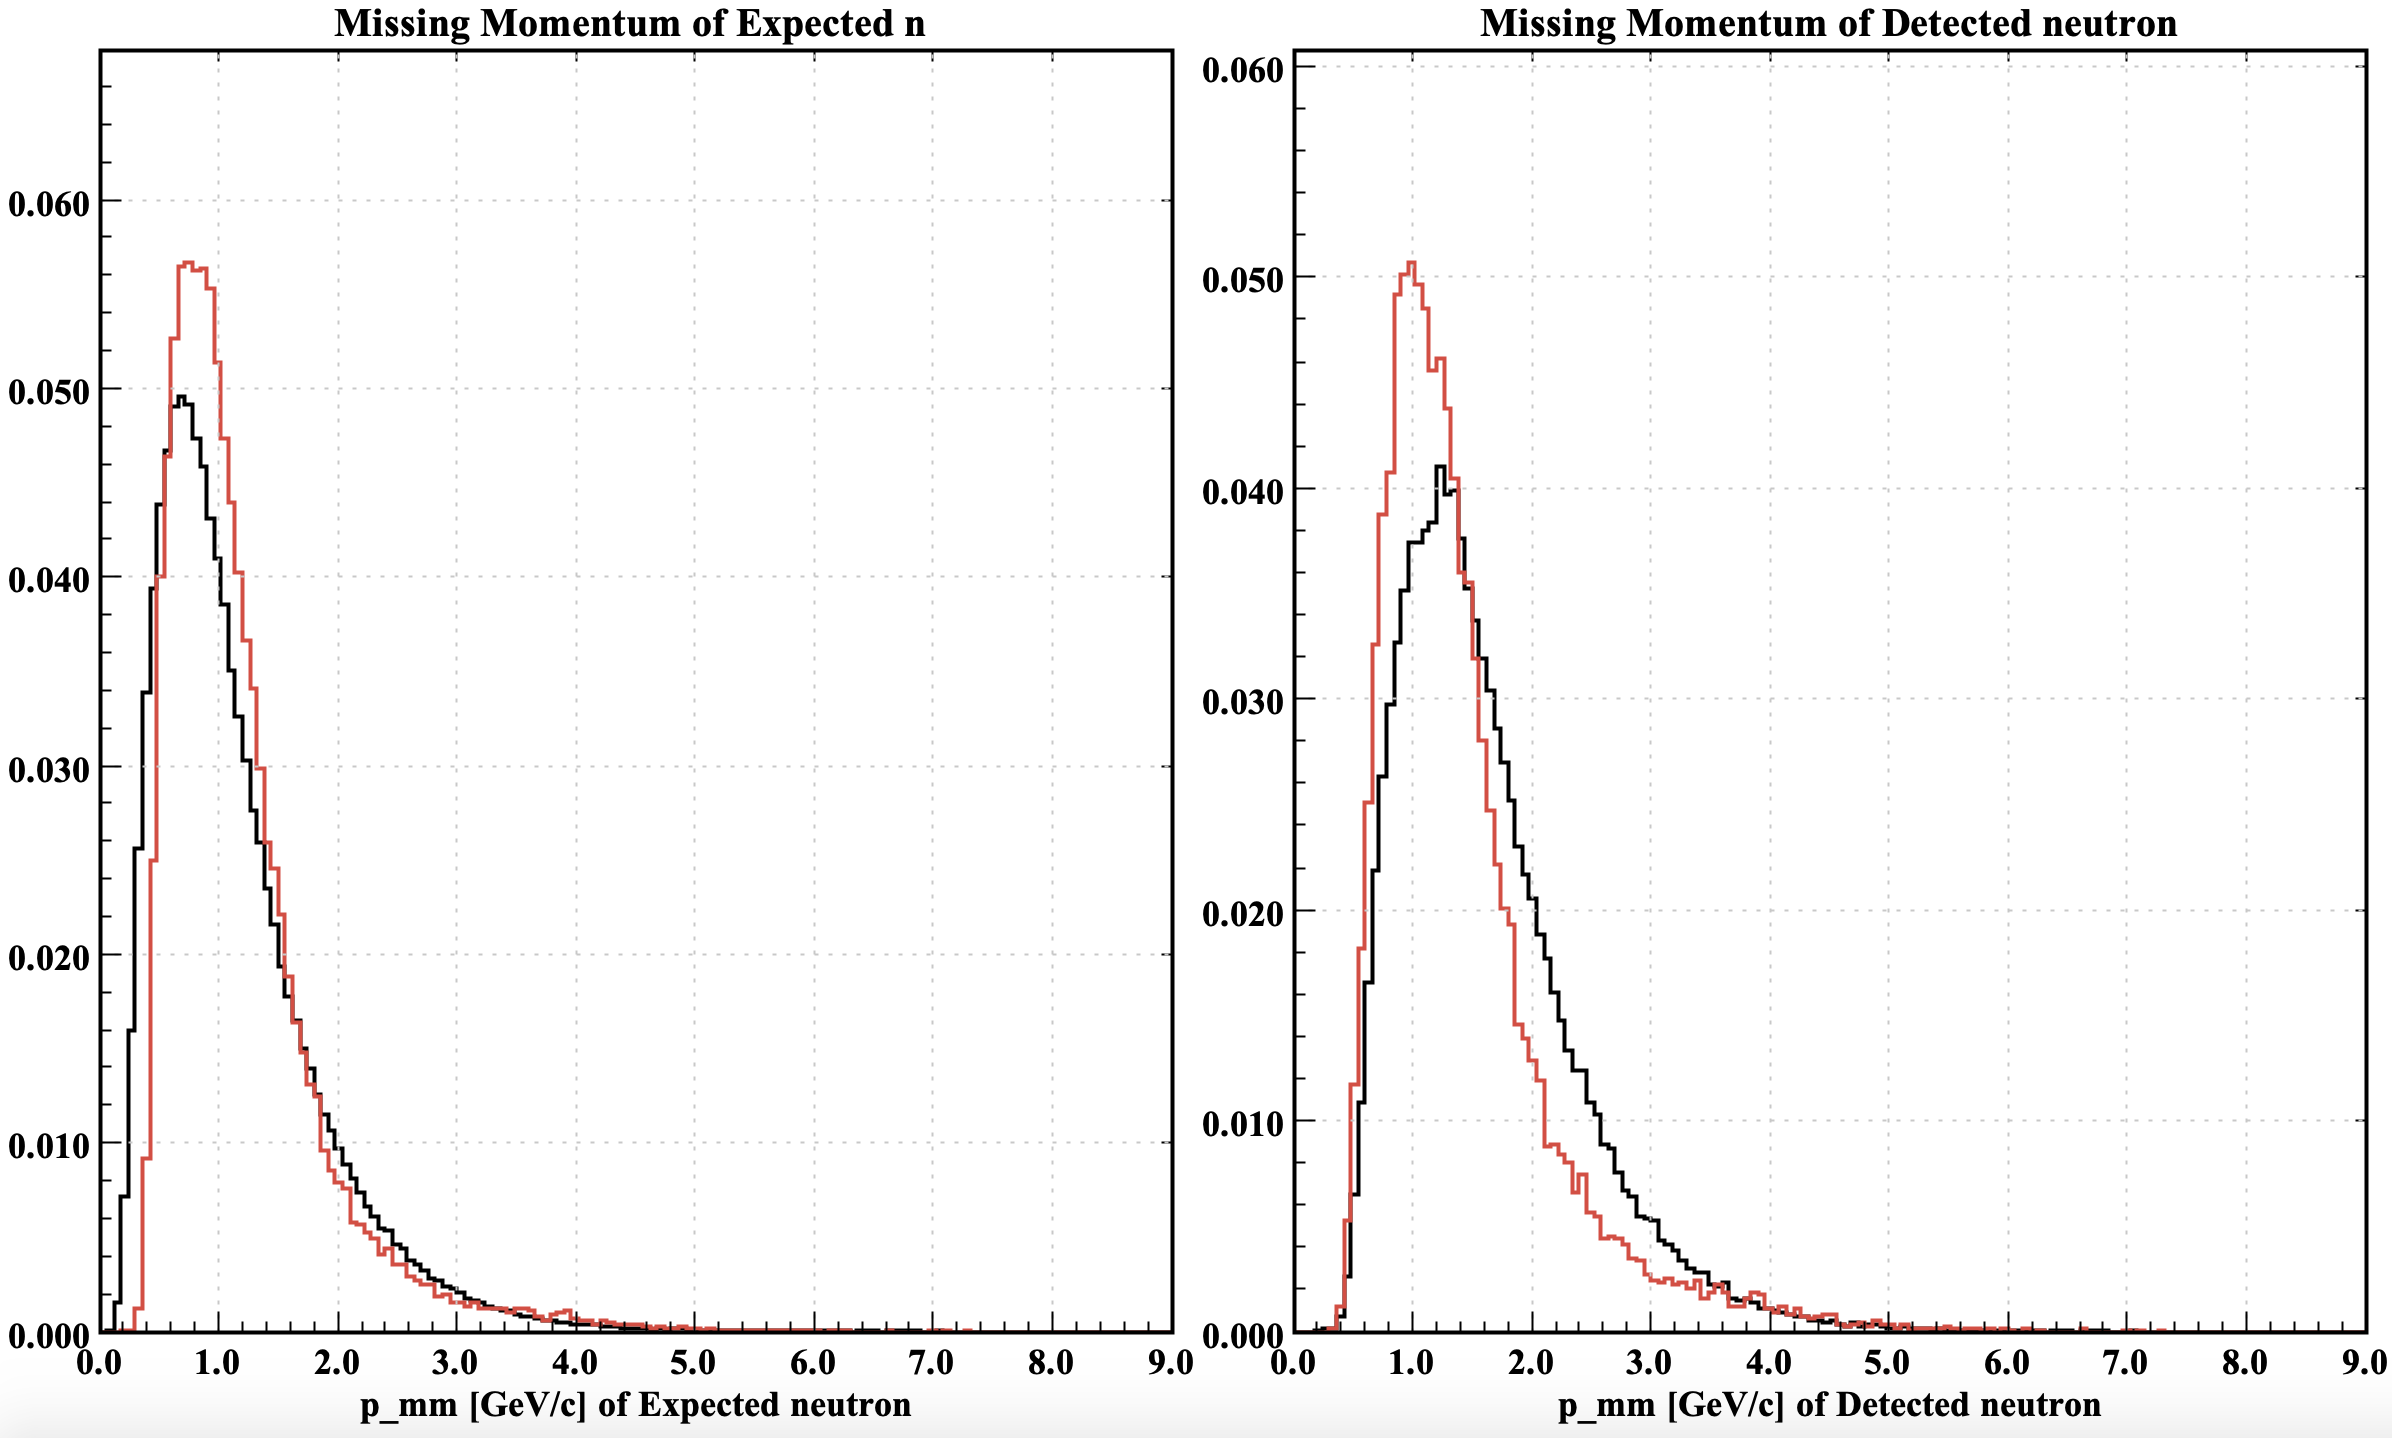 Missing Momentum of Expected n
0.060
0.050
0.040
0.030
0.020
0.010
0.000
0.0 1.0 2.0 3.0 4.0 5.0 6.0 7.0 8.0 9.0
p_mm [GeV/c] of Expected neutron
Missing Momentum of Detected neutron
0.060
0.050
0.040
0.030
0.020
0.010
0.000
0.0 1.0 2.0 3.0 4.0 5.0 6.0 7.0 8.0 9.0
p_mm [GeV/c] of Detected neutron